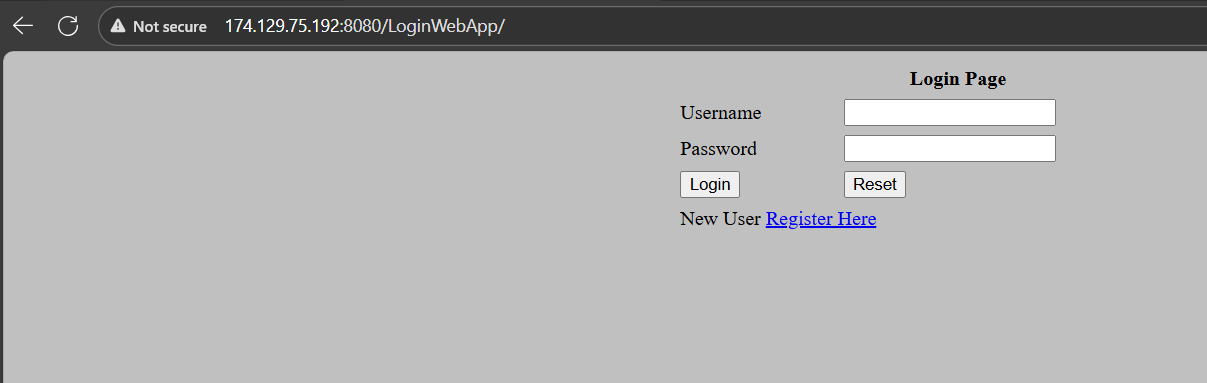 Not secure 174.129.75.192:8080/LoginWebApp/
Login Page
Username
Password
Login Reset
New User Register Here